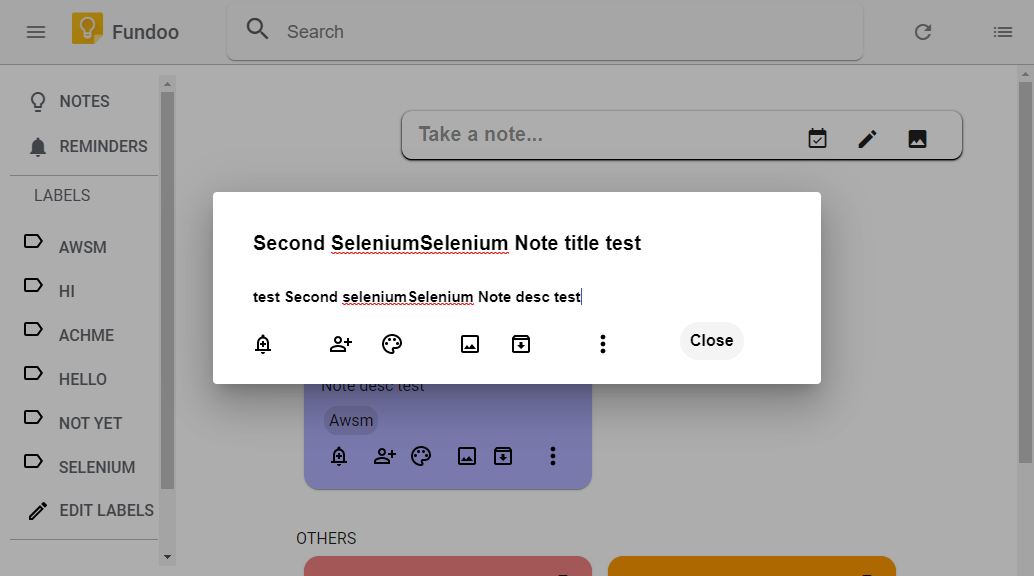 Fundoo
Search
NOTES
REMINDERS
LABELS
AWSM
HI
ACHME
HELLO
NOT YET
SELENIUM
EDIT LABELS
Take a note...
Second SeleniumSelenium Note title test
test Second seleniumSelenium Note desc test
Close
Note desc test
Awsm
OTHERS